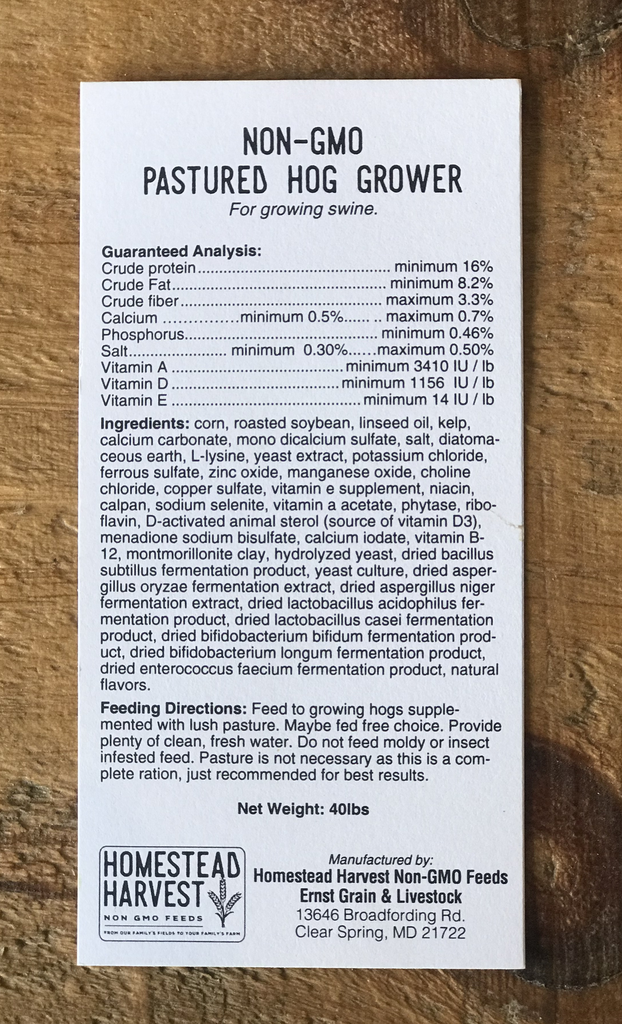 NON-GMO
PASTURED HOG GROWER
For growing swine.
Guaranteed Analysis:
Crude protein.......................................... minimum 16%
Crude Fat............................................... minimum 8.2%
Crude fiber............................................ maximum 3.3%
Calcium .................minimum 0.5%...... .. maximum 0.7%
Phosphorus.......................................... minimum 0.46%
Salt...................... minimum 0.30%......maximum 0.50%
Vitamin A ...................................... minimum 3410 IU / lb
Vitamin D ......................................minimum 1156 IU / lb
Vitamin E ...........................................minimum 14 IU / lb
Ingredients: corn, roasted soybean, linseed oil, kelp,
calcium carbonate, mono dicalcium sulfate, salt, diatoma-
ceous earth, L-lysine, yeast extract, potassium chloride,
ferrous sulfate, zinc oxide, manganese oxide, choline
chloride, copper sulfate, vitamin e supplement, niacin,
calpan, sodium selenite, vitamin a acetate, phytase, ribo-
flavin, D-activated animal sterol (source of vitamin D3),
menadione sodium bisulfate, calcium iodate, vitamin B-
12, montmorillonite clay, hydrolyzed yeast, dried bacillus
subtillus fermentation product, yeast culture, dried asper-
gillus oryzae fermentation extract, dried aspergillus niger
fermentation extract, dried lactobacillus acidophilus fer-
mentation product, dried lactobacillus casei fermentation
product, dried bifidobacterium bifidum fermentation prod-
uct, dried bifidobacterium longum fermentation product,
dried enterococcus faecium fermentation product, natural
flavors.
Feeding Directions: Feed to growing hogs supple-
mented with lush pasture. Maybe fed free choice. Provide
plenty of clean, fresh water. Do not feed moldy or insect
infested feed. Pasture is not necessary as this is a com-
plete ration, just recommended for best results.
Net Weight: 40lbs
HOMESTEAD
HARVEST
NON GMO FEEDS
FROM OUR FAMILY'S FIELDS TO YOUR FAMILY'S FARM
Manufactured by:
Homestead Harvest Non-GMO Feeds
Ernst Grain & Livestock
13646 Broadfording Rd.
Clear Spring, MD 21722